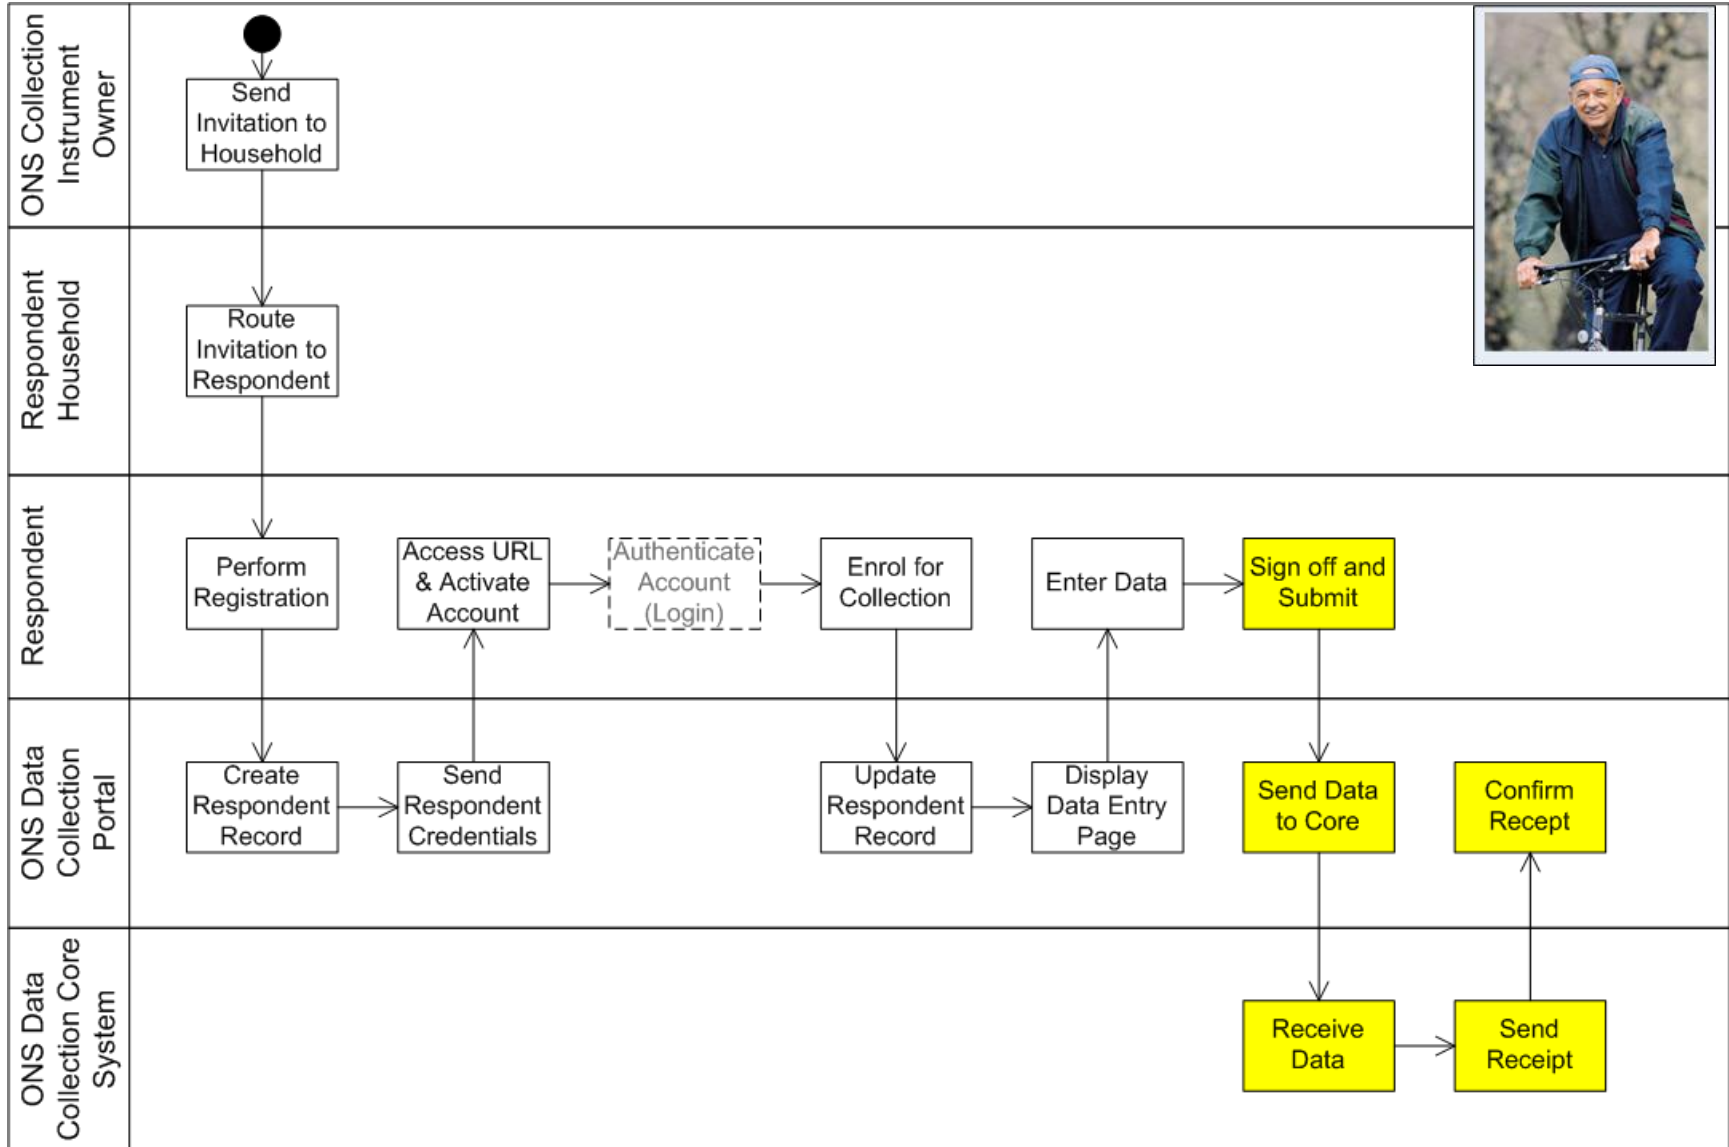 ONS Collection
Instrument
Owner
Send
Invitation to
Household
Respondent
Household
Route
Invitation to
Respondent
Respondent
Perform
Registration
Access URL
& Activate
Account
Authenticate
Account
(Login)
Enrol for
Collection
Enter Data
Sign off and
Submit
ONS Data
Collection
Portal
Create
Respondent
Record
Send
Respondent
Credentials
Update
Respondent
Record
Display
Data Entry
Page
Send Data
to Core
Confirm
Recept
ONS Data
Collection Core
System
Receive
Data
Send
Receipt